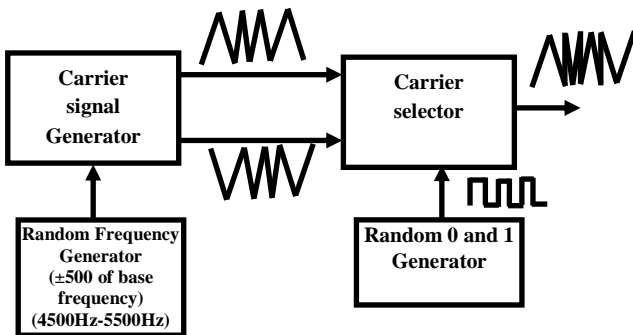 Carrier
signal
Generator
Carrier
selector
Random Frequency
Generator
(±500 of base
frequency)
(4500Hz-5500Hz)
Random 0 and 1
Generator